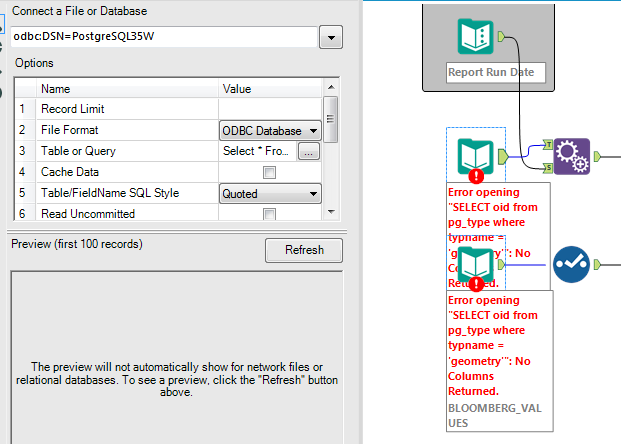 Connect a File or Database
odbc:DSN=PostgreSQL35W
Options
Name Value
1 Record Limit
2 File Format ODBC Database
3 Table or Query Select * Fro... ...
4 Cache Data
5 Table/FieldName SQL Style Quoted
6 Read Uncommitted
Preview (first 100 records) Refresh
The preview will not automatically show for network files or
relational databases. To see a preview, click the "Refresh" button
above.
Report Run Date
T
S
Error opening
"SELECT oid from
pg_type where
typname =
'geometry'": No
Returned.
Error opening
"SELECT oid from
pg_type where
typname =
'geometry'": No
Columns
Returned.
BLOOMBERG_VAL
UES